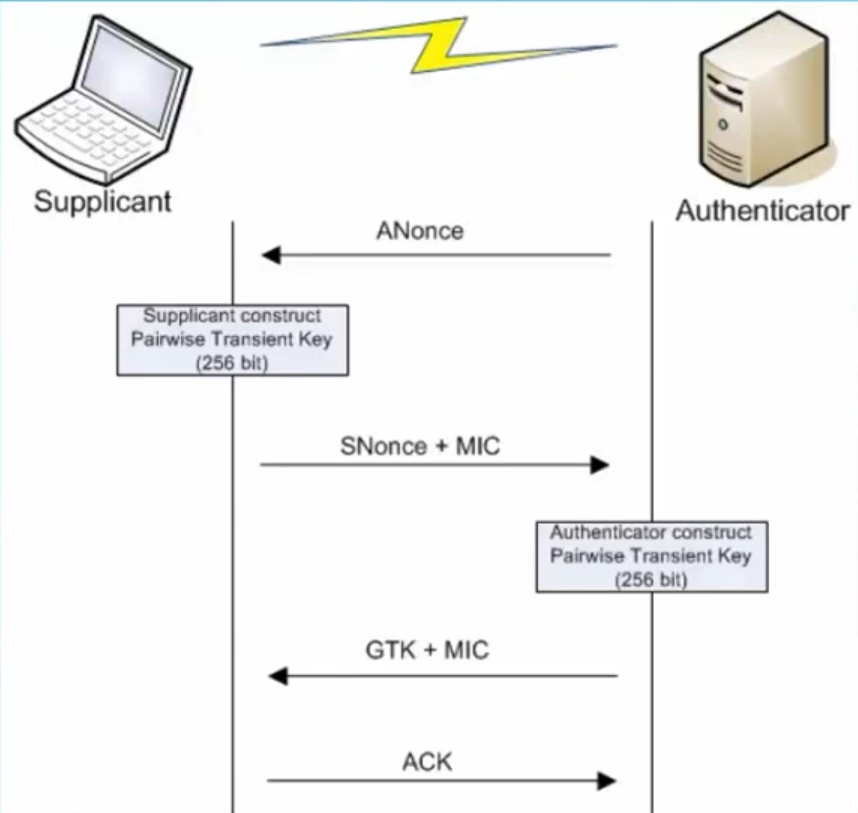 Supplicant
Authenticator
ANonce
Supplicant construct
Pairwise Transient Key
(256 bit)
SNonce + MIC
Authenticator construct
Pairwise Transient Key
(256 bit)
GTK + MIC
ACK